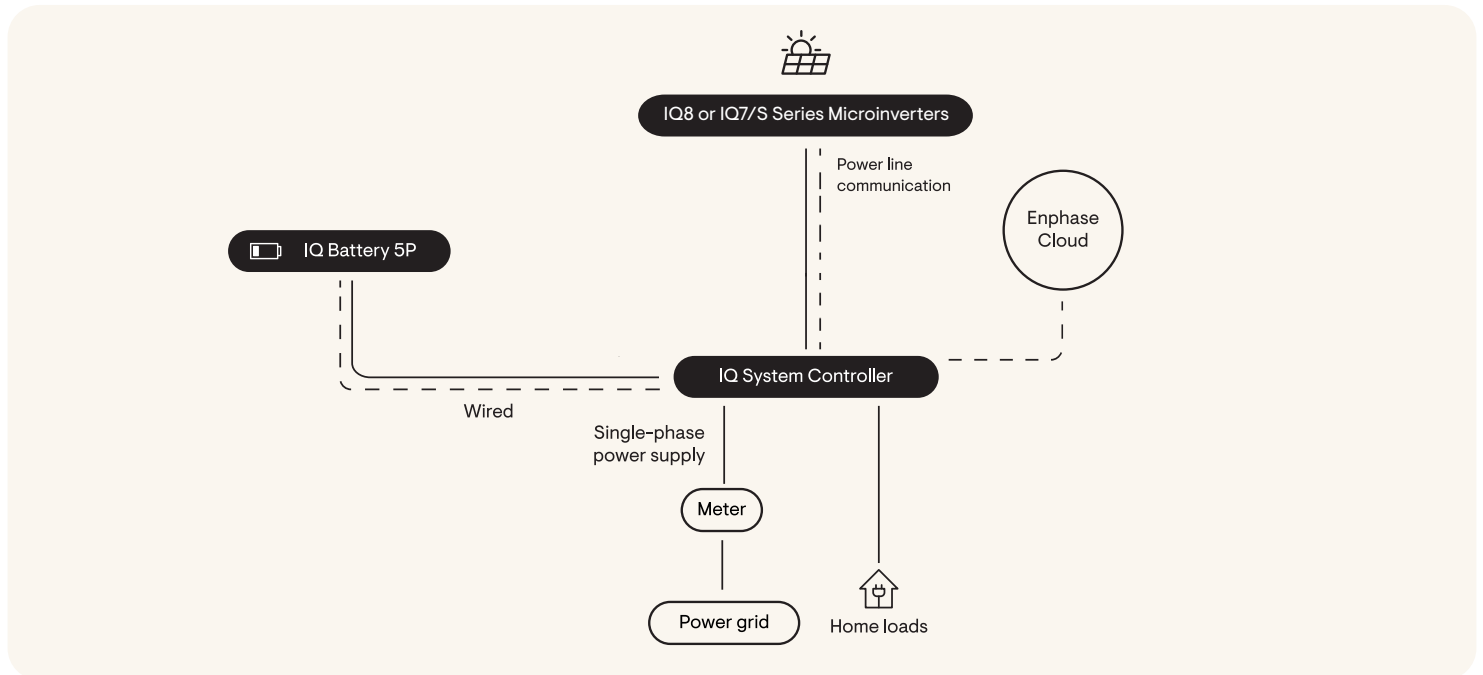 IQ8 or IQ7/S Series Microinverters
Power line
communication
Enphase
Cloud
IQ Battery 5P
IQ System Controller
Wired
Single-phase
power supply
Meter
Power grid
Home loads